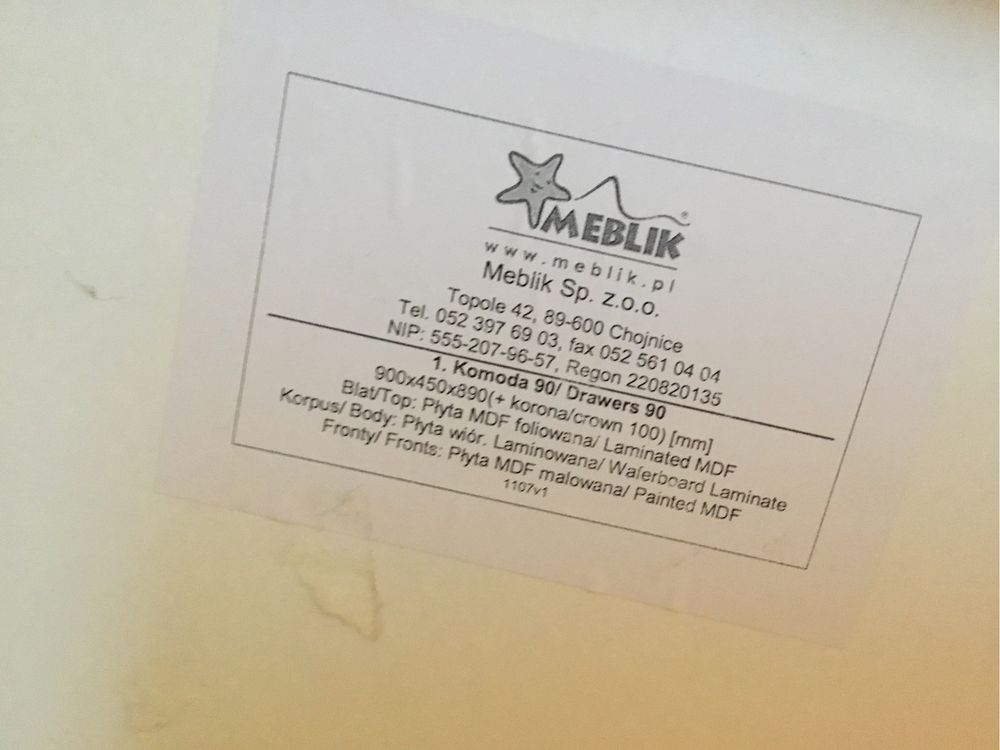 MEBLIK®
www.meblik.pl
Meblik Sp. z.o.o.
Topole 42, 89-600 Chojnice
Tel. 052 397 69 03, fax 052 561 04 04
NIP: 555-207-96-57, Regon 220820135
1. Komoda 90/ Drawers 90
900x450x890(+ korona/crown 100) [mm]
Blat/Top: Płyta MDF foliowana/ Laminated MDF
Korpus/ Body: Płyta wiór. Laminowana/ Waferboard Laminate
Fronty/ Fronts: Płyta MDF malowana/ Painted MDF
1107v1